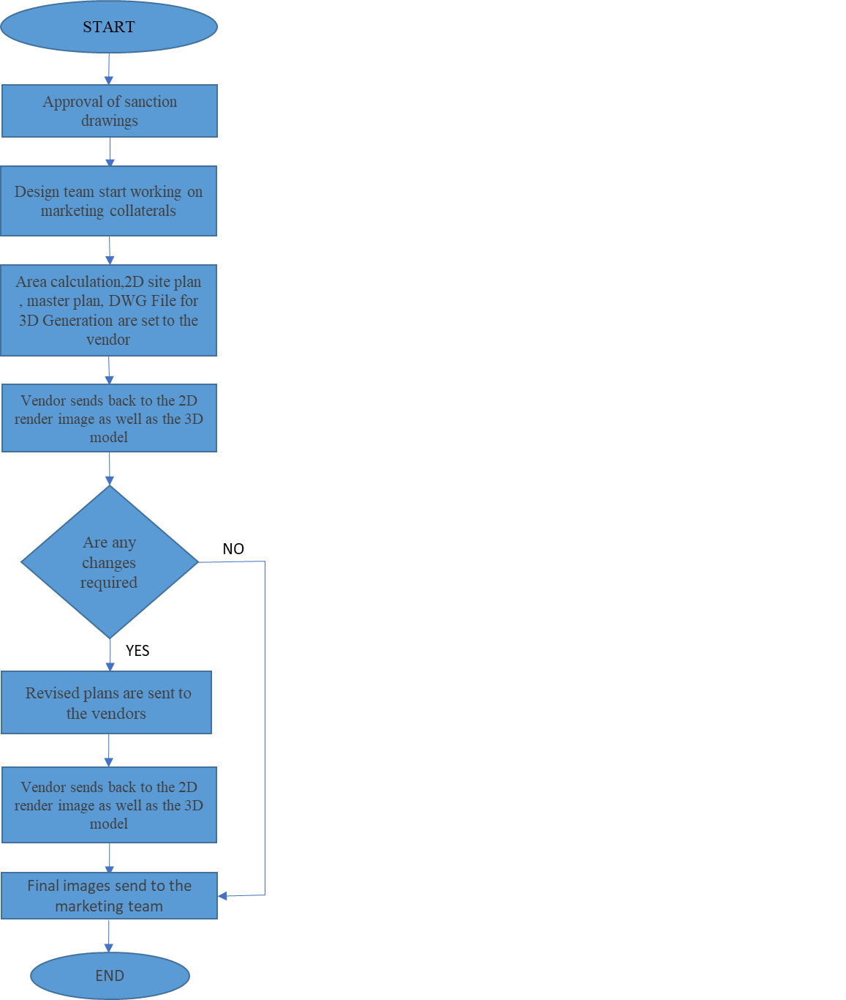 START
Approval of sanction
drawings
Design team start working on
marketing collaterals
Area calculation,2D site plan
, master plan, DWG File for
3D Generation are set to the
vendor
Vendor sends back to the 2D
render image as well as the 3D
model
Are any
changes
required
NO
YES
Revised plans are sent to
the vendors
Vendor sends back to the 2D
render image as well as the 3D
model
Final images send to the
marketing team
END